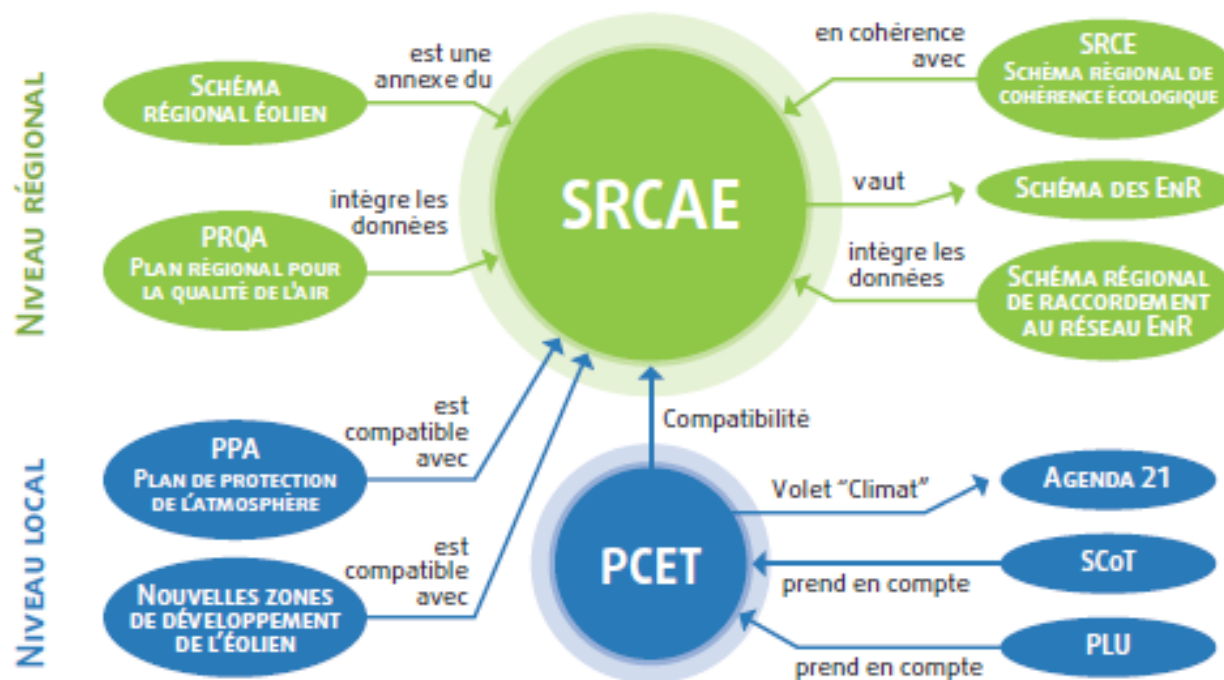 NIVEAU RÉGIONAL
SCHÉMA
RÉGIONAL ÉOLIEN
est une
annexe du
PRQA
PLAN RÉGIONAL POUR
LA QUALITÉ DE L'AIR
intègre les
données
SRCAE
en cohérence
avec
SRCE
SCHÉMA RÉGIONAL DE
COHÉRENCE ÉCOLOGIQUE
vaut
SCHÉMA DES EnR
intègre les
données
SCHÉMA RÉGIONAL
DE RACCORDEMENT
AU RÉSEAU EnR
NIVEAU LOCAL
PPA
PLAN DE PROTECTION
DE L'ATMOSPHÈRE
est
compatible
avec
NOUVELLES ZONES
DE DÉVELOPPEMENT
DE L'ÉOLIEN
est
compatible
avec
Compatibilité
PCET
Volet "Climat"
AGENDA 21
prend en compte
SCoT
prend en compte
PLU